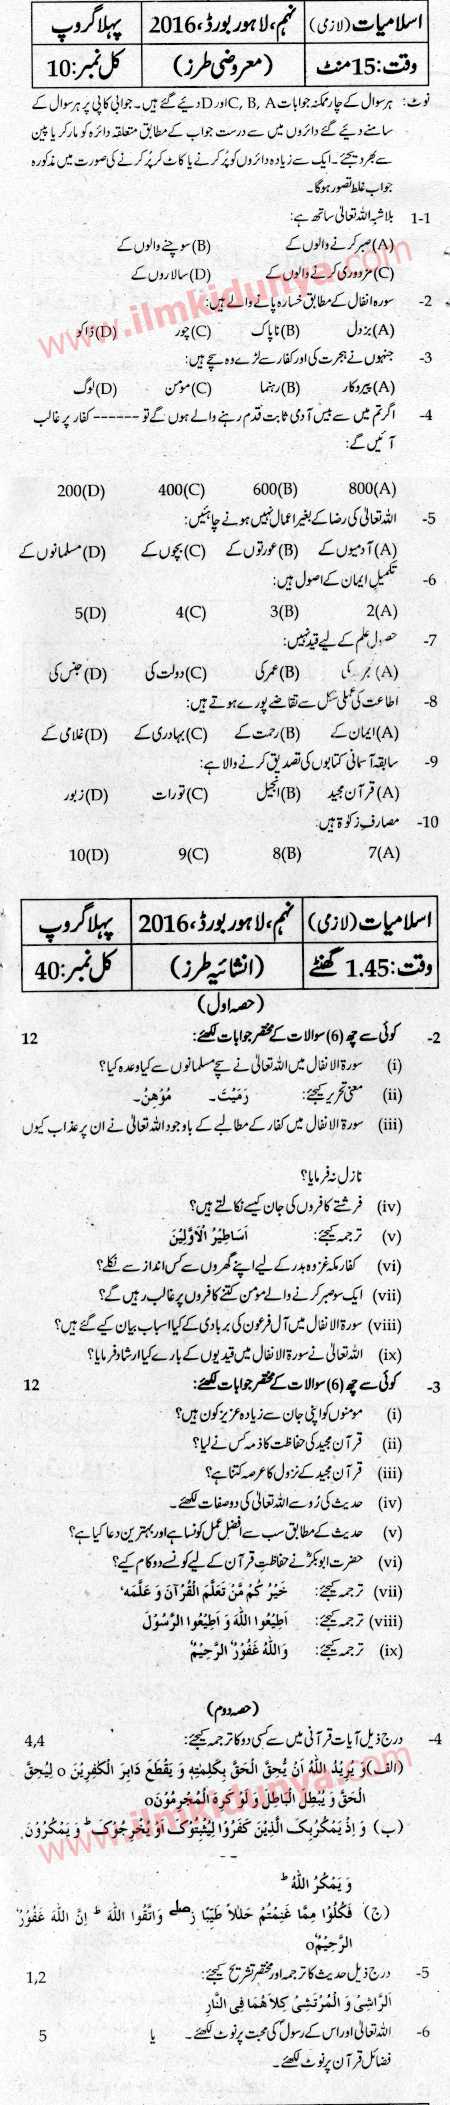 اسلامیات (لازمی) نہم، لاہور بورڈ، 2016 پہلا گروپ
وقت: 15 منٹ (معروضی طرز) کل نمبر: 10
نوٹ: ہر سوال کے چار ممکنہ جوابات C, B, A اور D دیئے گئے ہیں۔ جوابی کاپی پر ہر سوال کے
سامنے دیئے گئے دائروں میں سے درست جواب کے مطابق متعلقہ دائرہ کو مارکر یا پین
سے بھر دیجئے۔ ایک سے زیادہ دائروں کو پُر کرنے یا کاٹ کر پُر کرنے کی صورت میں مذکورہ
جواب غلط تصور ہوگا۔
1-1 بلاشبہ اللہ تعالیٰ ساتھ ہے:
(A) صبر کرنے والوں کے (B) سوچنے والوں کے
(C) مزدوری کرنے والوں کے (D) سالاروں کے
www.ilmkidunya.com
2- سورہ انفال کے مطابق خسارہ پانے والے ہیں:
(A) بزدل (B) ناپاک (C) چور (D) ڈاکو
3- جنہوں نے ہجرت کی اور کفار سے لڑے وہ سچے ہیں:
(A) پیروکار (B) رہنما (C) مومن (D) لوگ
4- اگر تم میں سے بیس آدمی ثابت قدم رہنے والے ہوں گے تو ------ کفار پر غالب
آئیں گے:
800(A) 600(B) 400(C) 200(D)
5- اللہ تعالیٰ کی رضا کے بغیر اعمال نہیں ہونے چاہئیں:
(A) آدمیوں کے (B) عورتوں کے (C) بچوں کے (D) مسلمانوں کے
6- تکمیل ایمان کے اصول ہیں:
2(A) 3(B) 4(C) 5(D)
7- حصول علم کے لیے قید نہیں:
(A) (B) عمر کی (C) دولت کی (D) جنس کی
8- اطاعت کی عملی شکل سے تقاضے پورے ہوتے ہیں:
(A) ایمان کے (B) رحمت کے (C) بہادری کے (D) غلامی کے
9- سابقہ آسمانی کتابوں کی تصدیق کرنے والا ہے:
(A) قرآن مجید (B) انجیل (C) تورات (D) زبور
10- مصارف زکوٰۃ ہیں:
7(A) 8(B) 9(C) 10(D)
اسلامیات (لازمی) نہم، لاہور بورڈ، 2016 پہلا گروپ
وقت: 1.45 گھنٹے (انشائیہ طرز) کل نمبر: 40
(حصہ اول)
2- کوئی سے چھ (6) سوالات کے مختصر جوابات لکھئے: 12
(i) سورۃ الانفال میں اللہ تعالیٰ نے سچے مسلمانوں سے کیا وعدہ کیا؟
(ii) معنی تحریر کیجئے: رَمَيْتَ۔ مُوْهِنُ۔
(iii) سورۃ الانفال میں کفار کے مطالبے کے باوجود اللہ تعالیٰ نے ان پر عذاب کیوں
نازل نہ فرمایا؟
(iv) فرشتے کافروں کی جان کیسے نکالتے ہیں؟
(v) ترجمہ کیجئے: اَسَاطِيْرُ الْاَوَّلِيْنَ
(vi) کفار مکہ غزوہ بدر کے لیے اپنے گھروں سے کس انداز سے نکلے؟
(vii) ایک سو صبر کرنے والے مومن کتنے کافروں پر غالب رہیں گے؟
(viii) سورۃ الانفال میں آل فرعون کی بربادی کے کیا اسباب بیان کیے گئے ہیں؟
(ix) اللہ تعالیٰ نے سورۃ الانفال میں قیدیوں کے بارے کیا ارشاد فرمایا؟
3- کوئی سے چھ (6) سوالات کے مختصر جوابات لکھئے: 12
(i) مومنوں کو اپنی جان سے زیادہ عزیز کون ہیں؟
(ii) قرآن مجید کی حفاظت کا ذمہ کس نے لیا؟
(iii) قرآن مجید کے نزول کا عرصہ کتنا ہے؟
(iv) حدیث کی رُو سے اللہ تعالیٰ کی دو صفات لکھئے۔
(v) حدیث کے مطابق سب سے افضل عمل کونسا ہے اور بہترین دعا کیا ہے؟
(vi) حضرت ابوبکرؓ نے حفاظتِ قرآن کے لیے کونسے دو کام کیے؟
(vii) ترجمہ کیجئے: خَيْرُ كُمْ مَّنْ تَعَلَّمَ الْقُرْآنَ وَ عَلَّمَهٗ
(viii) ترجمہ کیجئے: اَطِيْعُوا اللّٰهَ وَ اَطِيْعُوا الرَّسُوْلَ
(ix) ترجمہ کیجئے: وَاللّٰهُ غَفُوْرٌ الرَّحِيْمٌ
(حصہ دوم)
4- درج ذیل آیات قرآنی میں سے کسی دو کا ترجمہ کیجئے: 4,4
(الف) وَ يُرِيْدُ اللّٰهُ اَنْ يُّحِقَّ الْحَقَّ بِكَلِمٰتِهٖ وَ يَقْطَعَ دَابِرَ الْكٰفِرِيْنَ o لِيُحِقَّ
الْحَقَّ وَ يُبْطِلَ الْبَاطِلَ وَ لَوْ كَرِهَ الْمُجْرِمُوْنَo
www.ilmkidunya.com
(ب) وَ اِذْ يَمْكُرُبِكَ الَّذِيْنَ كَفَرُوْا لِيُثْبِتُوْكَ اَوْ يُخْرِجُوْكَ ط وَ يَمْكُرُوْنَ
وَ يَمْكُرُ اللّٰهُ ط
(ج) فَكُلُوْا مِمَّا غَنِمْتُمْ حَلٰلًا طَيِّبًا ز صلے وَاتَّقُوا اللّٰهَ ط اِنَّ اللّٰهَ غَفُوْرٌ
الرَّحِيْمٌo
5- درج ذیل حدیث کا ترجمہ اور مختصر تشریح کیجئے: 1,2
اَلرَّاشِيْ وَ الْمُرْتَشِيْ كِلَاهُمَا فِي النَّارِ
6- اللہ تعالیٰ اور اس کے رسولؐ کی محبت پر نوٹ لکھئے۔ یا 5
فضائل قرآن پر نوٹ لکھئے۔